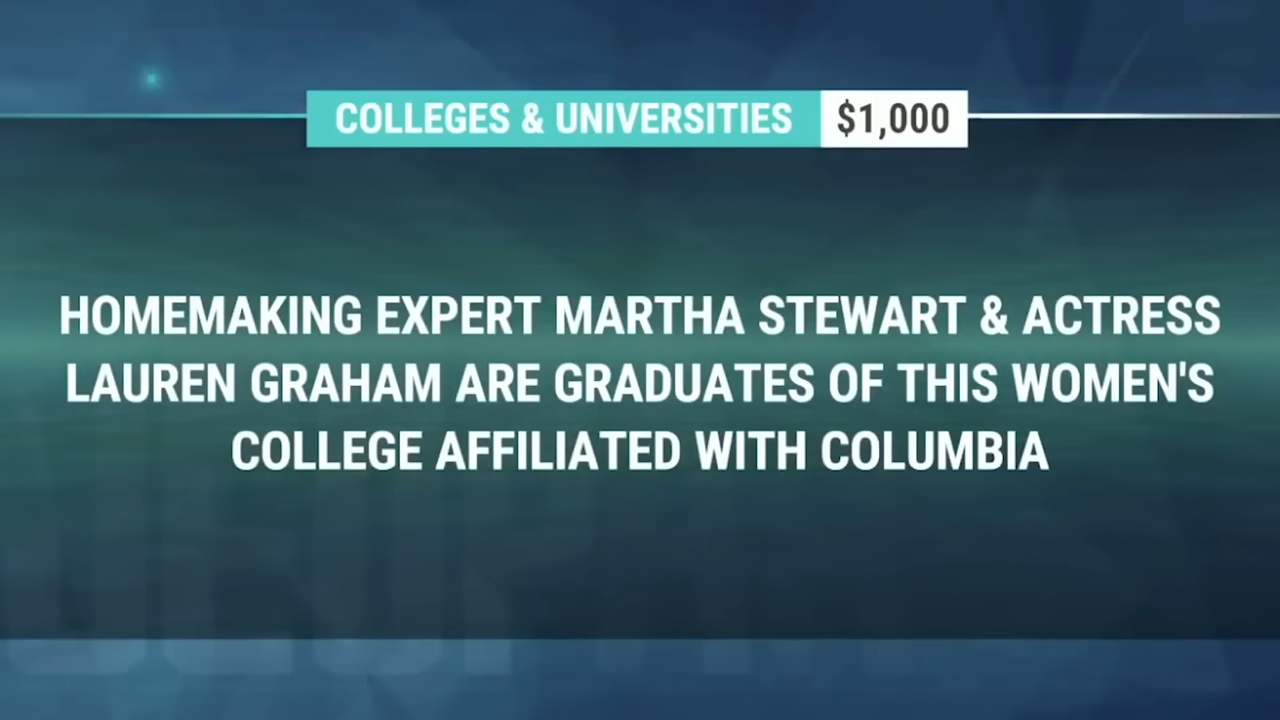 COLLEGES & UNIVERSITIES $1,000
HOMEMAKING EXPERT MARTHA STEWART & ACTRESS
LAUREN GRAHAM ARE GRADUATES OF THIS WOMEN'S
COLLEGE AFFILIATED WITH COLUMBIA